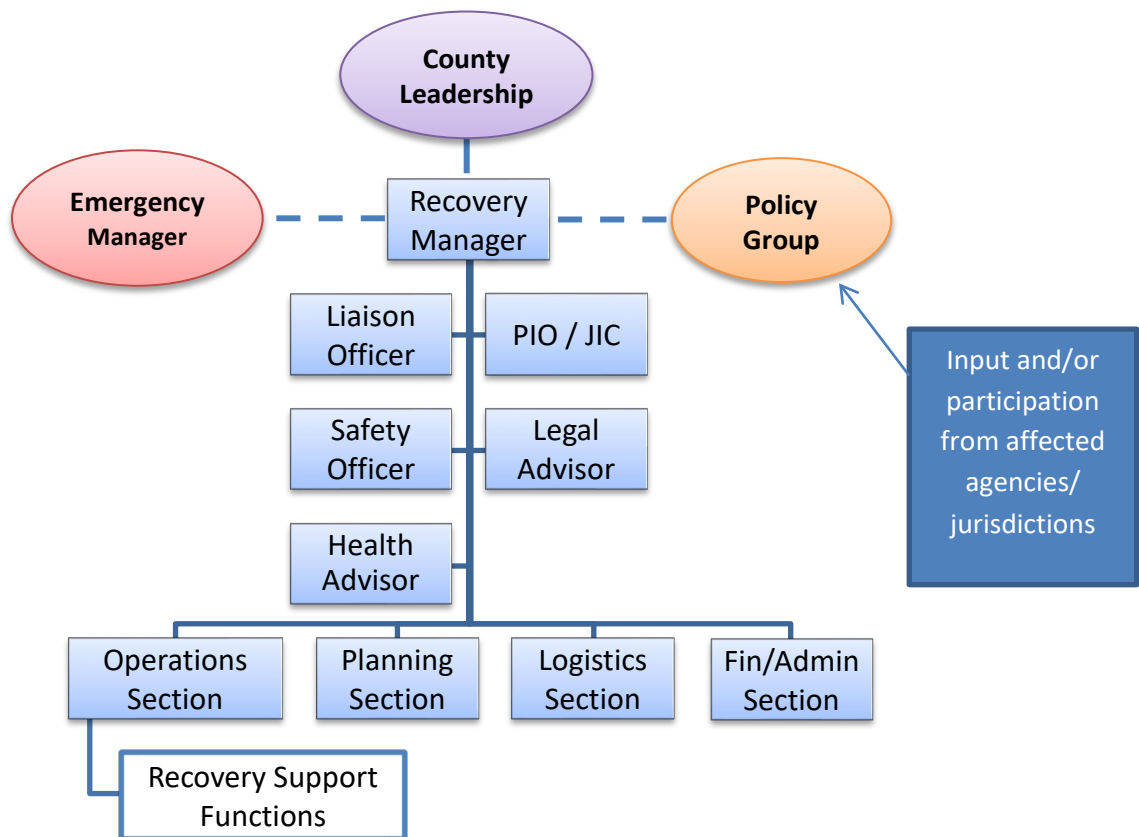 County
Leadership
Emergency
Manager
Recovery
Manager
Policy
Group
Liaison
Officer
PIO / JIC
Input and/or
participation
from affected
agencies/
jurisdictions
Safety
Officer
Legal
Advisor
Health
Advisor
Operations
Section
Planning
Section
Logistics
Section
Fin/Admin
Section
Recovery Support
Functions